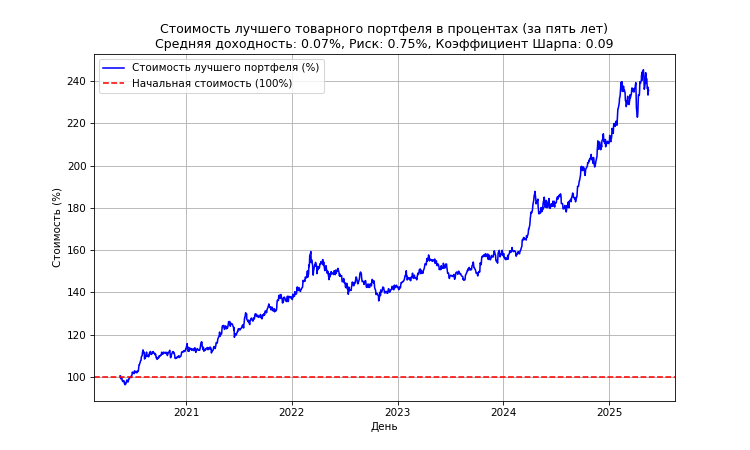 Стоимость лучшего товарного портфеля в процентах (за пять лет)
Средняя доходность: 0.07%, Риск: 0.75%, Коэффициент Шарпа: 0.09
Стоимость лучшего портфеля (%)
Начальная стоимость (100%)
Стоимость (%)
240
220
200
180
160
140
120
100
2021
2022
2023
2024
2025
День